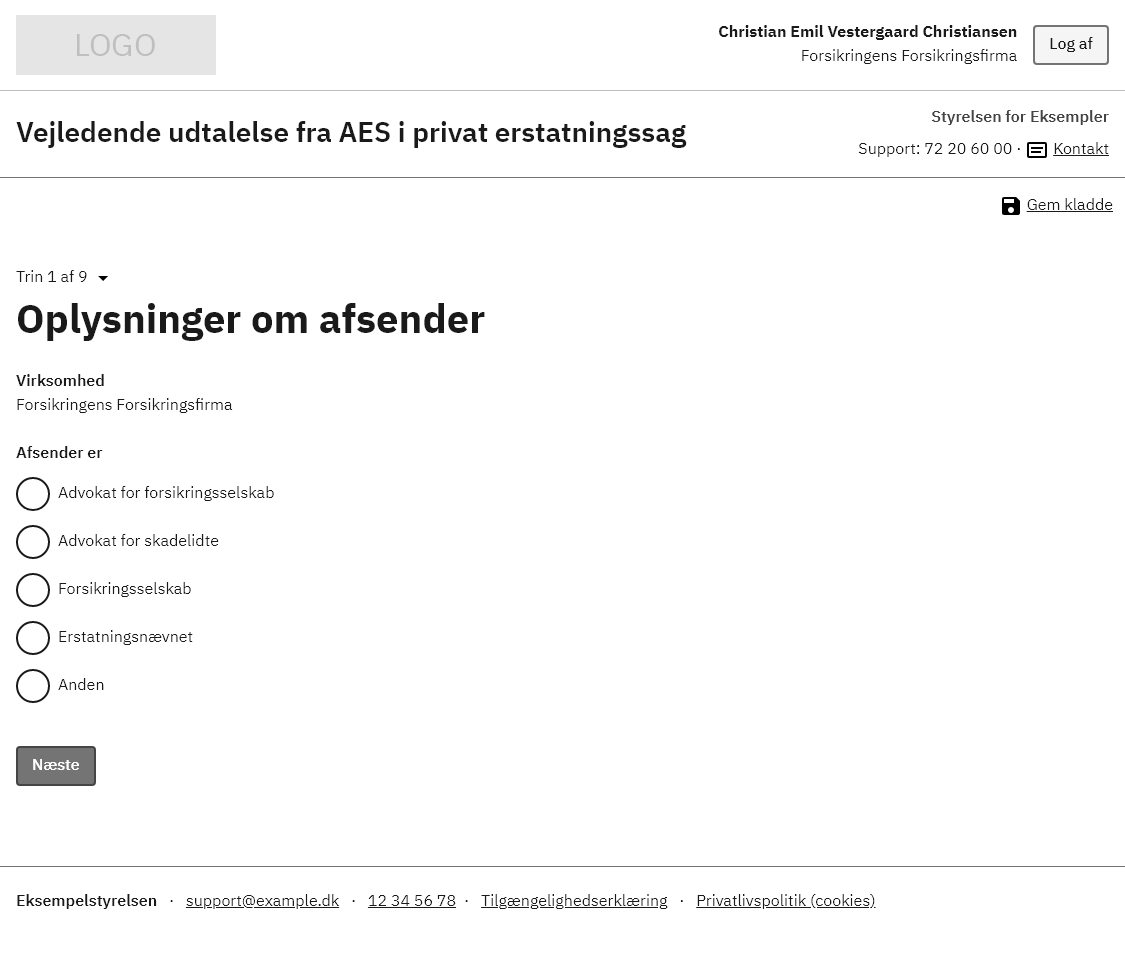 LOGO
Christian Emil Vestergaard Christiansen
Forsikringens Forsikringsfirma
Log af
Vejledende udtalelse fra AES i privat erstatningssag
Styrelsen for Eksempler
Support: 72 20 60 00 · Kontakt
Gem kladde
Trin 1 af 9
Oplysninger om afsender
Virksomhed
Forsikringens Forsikringsfirma
Afsender er
Advokat for forsikringsselskab
Advokat for skadelidte
Forsikringsselskab
Erstatningsnævnet
Anden
Næste
Eksempelstyrelsen · support@example.dk · 12 34 56 78 · Tilgængelighedserklæring · Privatlivspolitik (cookies)